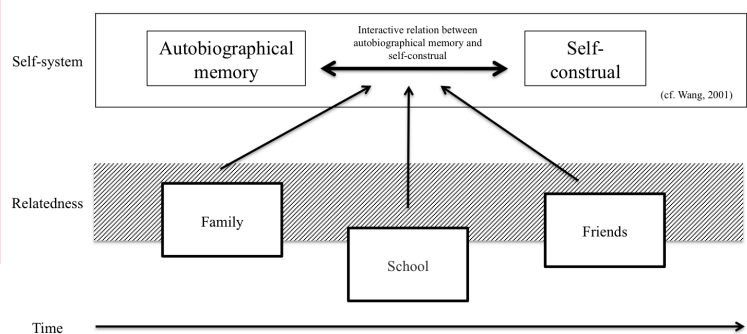 Interactive relation between
autobiographical memory and
self-construal
Autobiographical
memory
Self-
construal
Self-system
(cf. Wang, 2001)
Relatedness
Family
School
Friends
Time